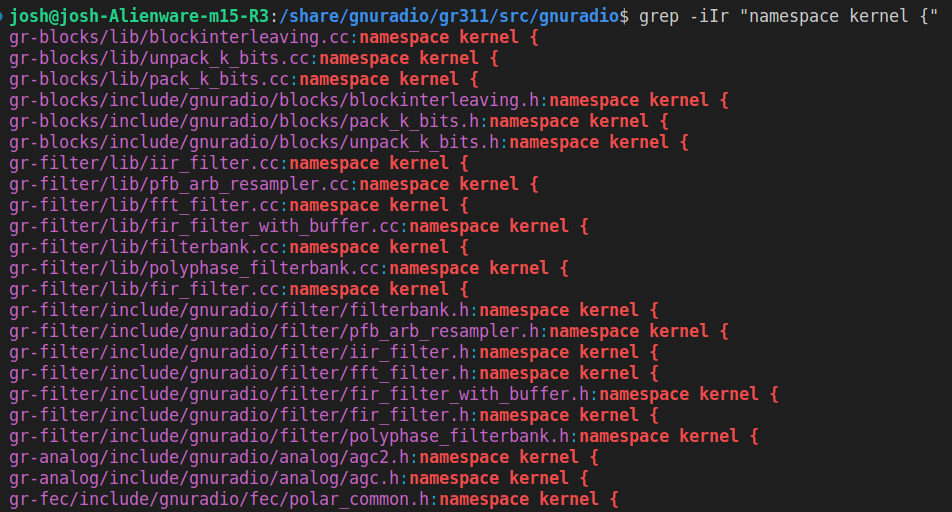 josh@josh-Alienware-m15-R3:/share/gnuradio/gr311/src/gnuradio$ grep -iIr "namespace kernel {"
gr-blocks/lib/blockinterleaving.cc:namespace kernel {
gr-blocks/lib/unpack_k_bits.cc:namespace kernel {
gr-blocks/lib/pack_k_bits.cc:namespace kernel {
gr-blocks/include/gnuradio/blocks/blockinterleaving.h:namespace kernel {
gr-blocks/include/gnuradio/blocks/pack_k_bits.h:namespace kernel {
gr-blocks/include/gnuradio/blocks/unpack_k_bits.h:namespace kernel {
gr-filter/lib/iir_filter.cc:namespace kernel {
gr-filter/lib/pfb_arb_resampler.cc:namespace kernel {
gr-filter/lib/fft_filter.cc:namespace kernel {
gr-filter/lib/fir_filter_with_buffer.cc:namespace kernel {
gr-filter/lib/filterbank.cc:namespace kernel {
gr-filter/lib/polyphase_filterbank.cc:namespace kernel {
gr-filter/lib/fir_filter.cc:namespace kernel {
gr-filter/include/gnuradio/filter/filterbank.h:namespace kernel {
gr-filter/include/gnuradio/filter/pfb_arb_resampler.h:namespace kernel {
gr-filter/include/gnuradio/filter/iir_filter.h:namespace kernel {
gr-filter/include/gnuradio/filter/fft_filter.h:namespace kernel {
gr-filter/include/gnuradio/filter/fir_filter_with_buffer.h:namespace kernel {
gr-filter/include/gnuradio/filter/fir_filter.h:namespace kernel {
gr-filter/include/gnuradio/filter/polyphase_filterbank.h:namespace kernel {
gr-analog/include/gnuradio/analog/agc2.h:namespace kernel {
gr-analog/include/gnuradio/analog/agc.h:namespace kernel {
gr-fec/include/gnuradio/fec/polar_common.h:namespace kernel {